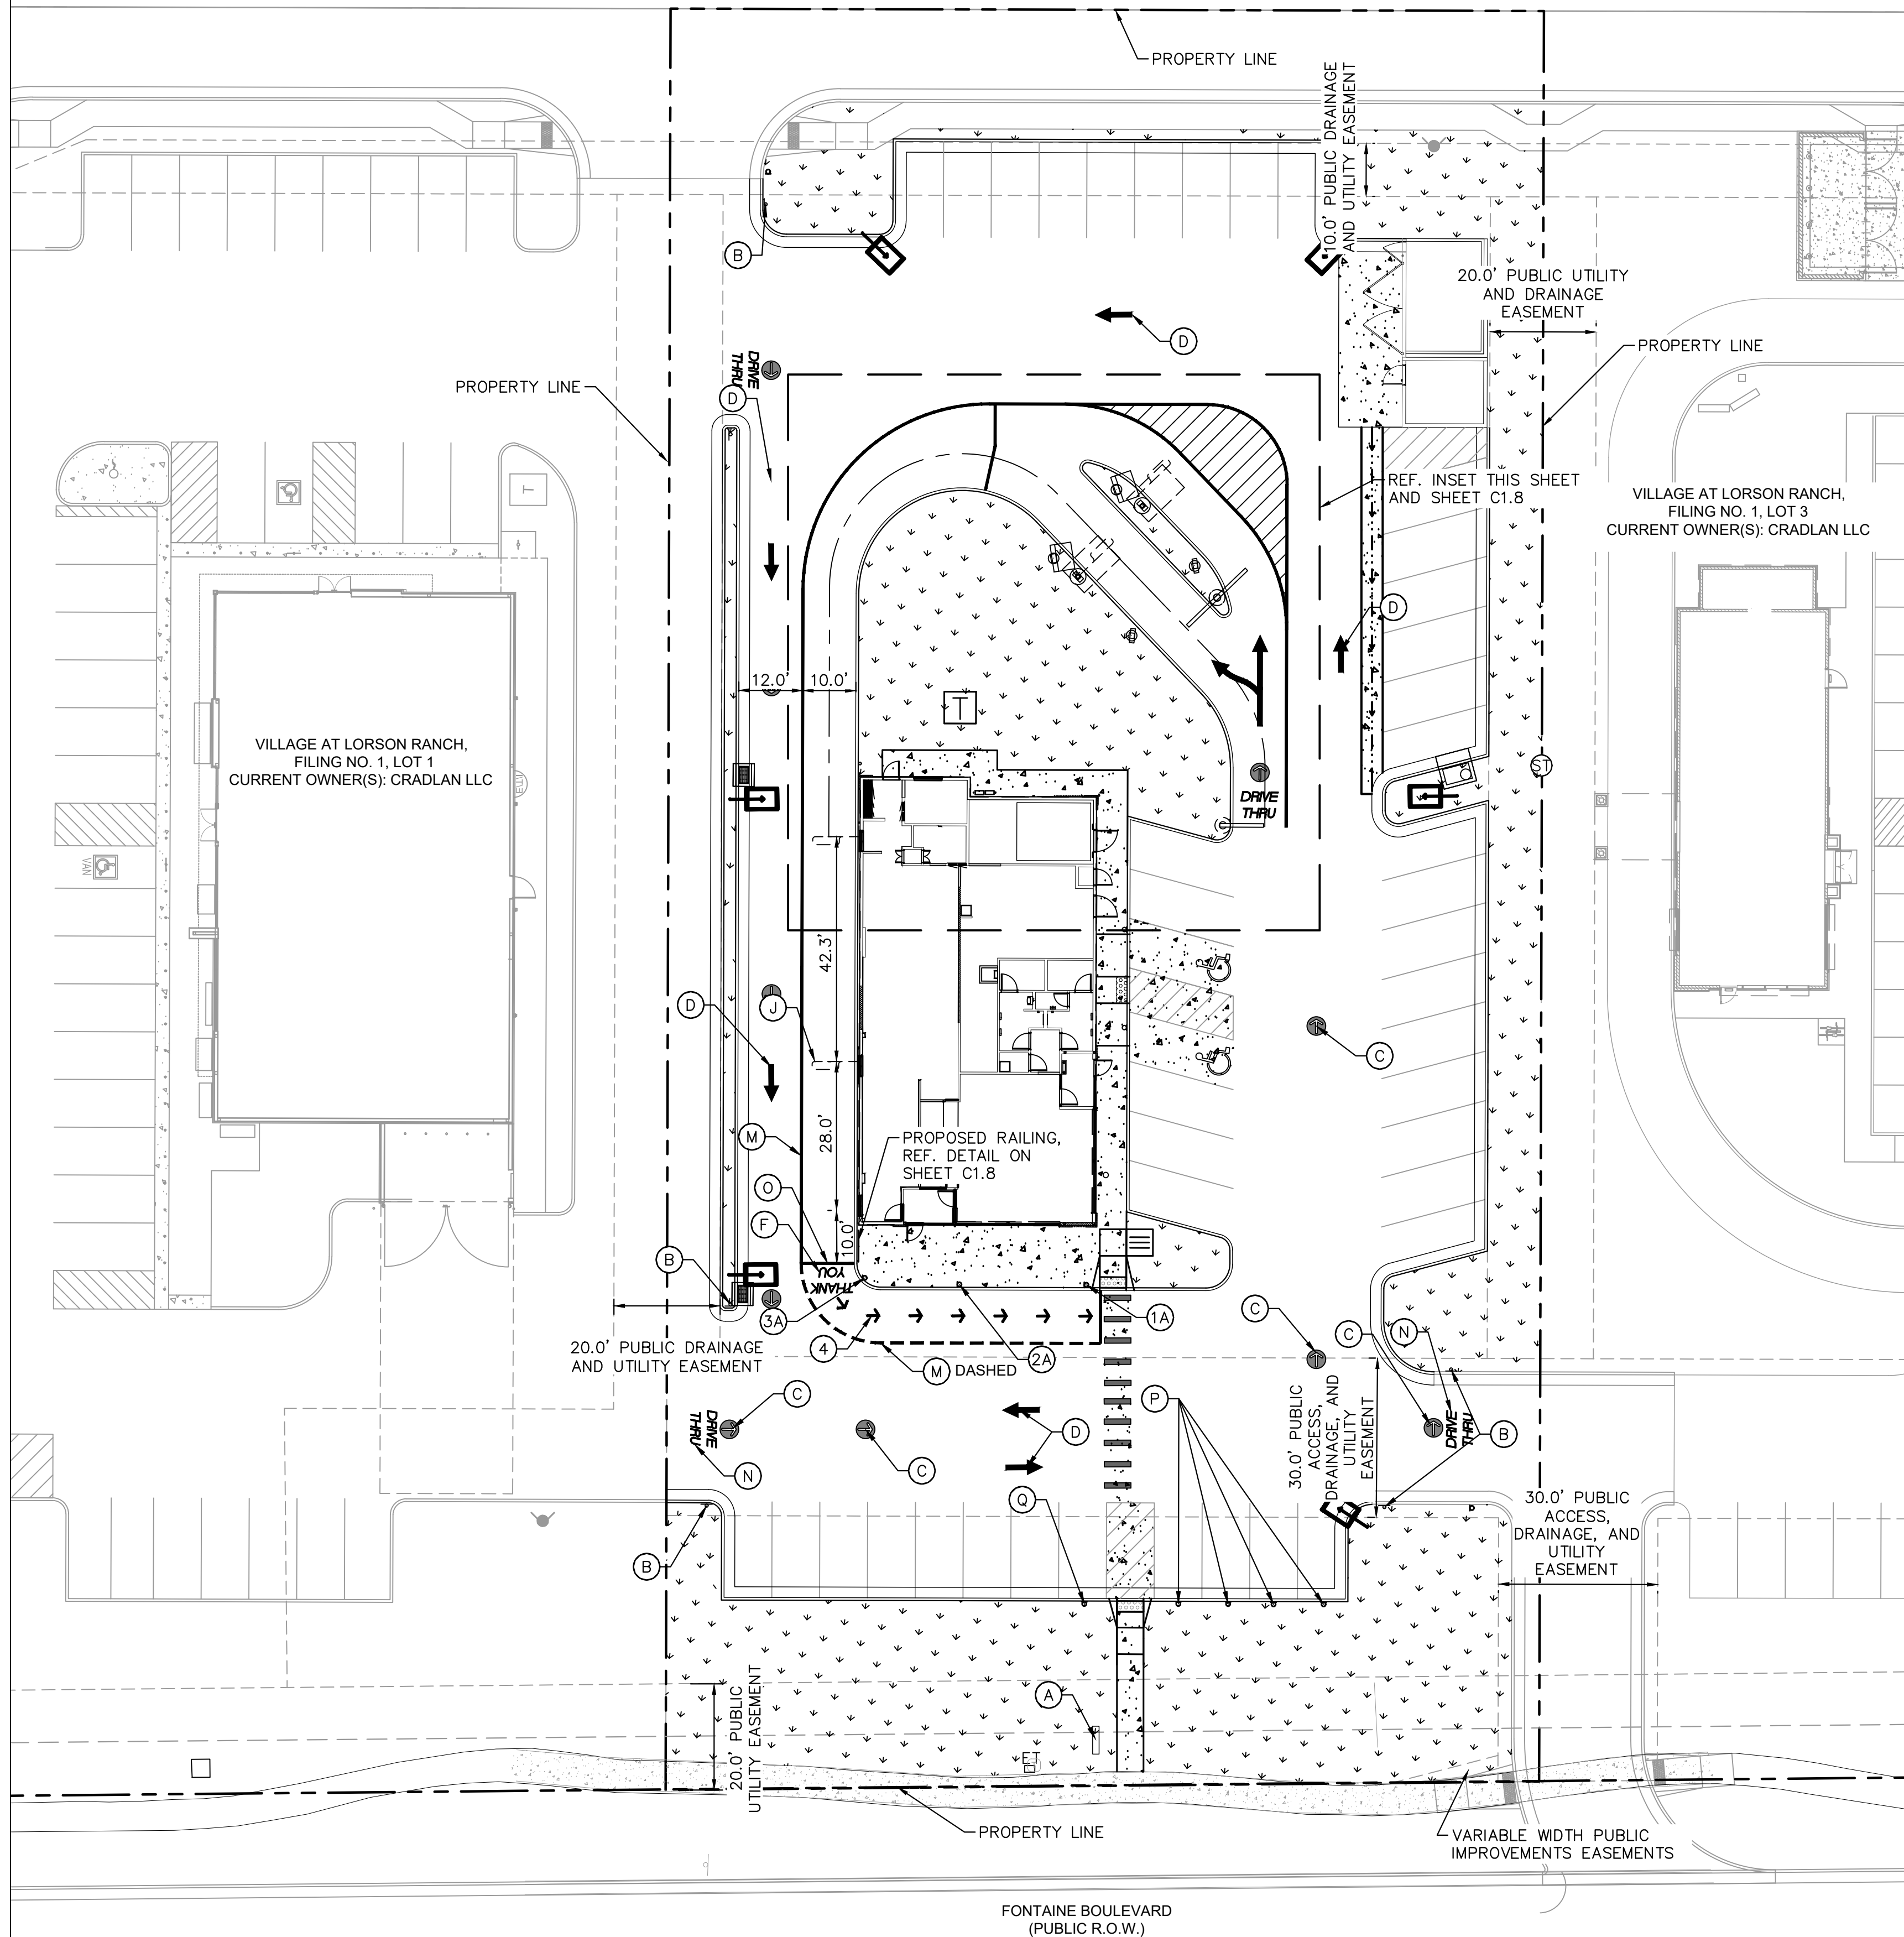 PROPERTY LINE
10.0' PUBLIC DRAINAGE
AND UTILITY EASEMENT
B
20.0' PUBLIC UTILITY
AND DRAINAGE
EASEMENT
D
PROPERTY LINE
DRIVE
THRU
PROPERTY LINE
D
REF. INSET THIS SHEET
AND SHEET C1.8
T
VILLAGE AT LORSON RANCH,
FILING NO. 1, LOT 3
CURRENT OWNER(S): CRADLAN LLC
D
12.0'
10.0'
T
VILLAGE AT LORSON RANCH,
FILING NO. 1, LOT 1
CURRENT OWNER(S): CRADLAN LLC
ST
DRIVE
THRU
VAN
42.3'
D
J
C
28.0'
M
PROPOSED RAILING,
REF. DETAIL ON
SHEET C1.8
O
F
10.0'
B
THANK
YOU
3A
1A
C
C
N
4
2A
20.0' PUBLIC DRAINAGE
AND UTILITY EASEMENT
M DASHED
C
P
30.0' PUBLIC
ACCESS,
DRAINAGE, AND
UTILITY
EASEMENT
DRIVE
THRU
D
DRIVE
THRU
B
N
C
Q
30.0' PUBLIC
ACCESS,
DRAINAGE, AND
UTILITY
EASEMENT
B
A
20.0' PUBLIC
UTILITY EASEMENT
ET
PROPERTY LINE
VARIABLE WIDTH PUBLIC
IMPROVEMENTS EASEMENTS
FONTAINE BOULEVARD
(PUBLIC R.O.W.)